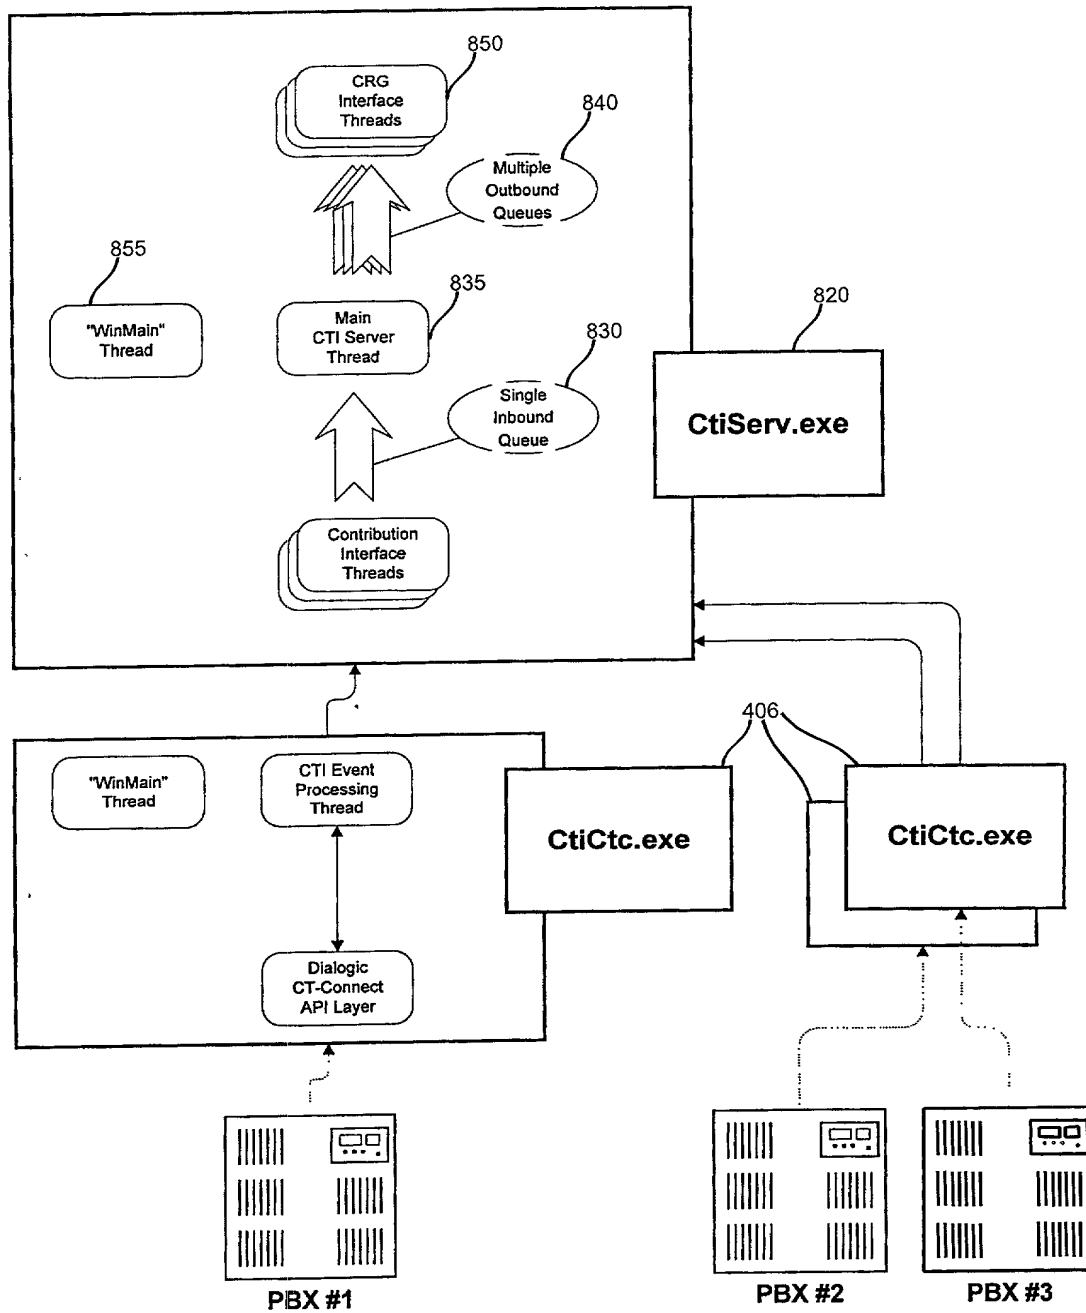 850
CRG
Interface
Threads
840
Multiple
Outbound
Queues
855
"WinMain"
Thread
835
Main
CTI Server
Thread
830
Single
Inbound
Queue
820
CtiServ.exe
Contribution
Interface
Threads
406
"WinMain"
Thread
CTI Event
Processing
Thread
CtiCtc.exe
CtiCtc.exe
Dialogic
CT-Connect
API Layer
PBX #1
PBX #2
PBX #3